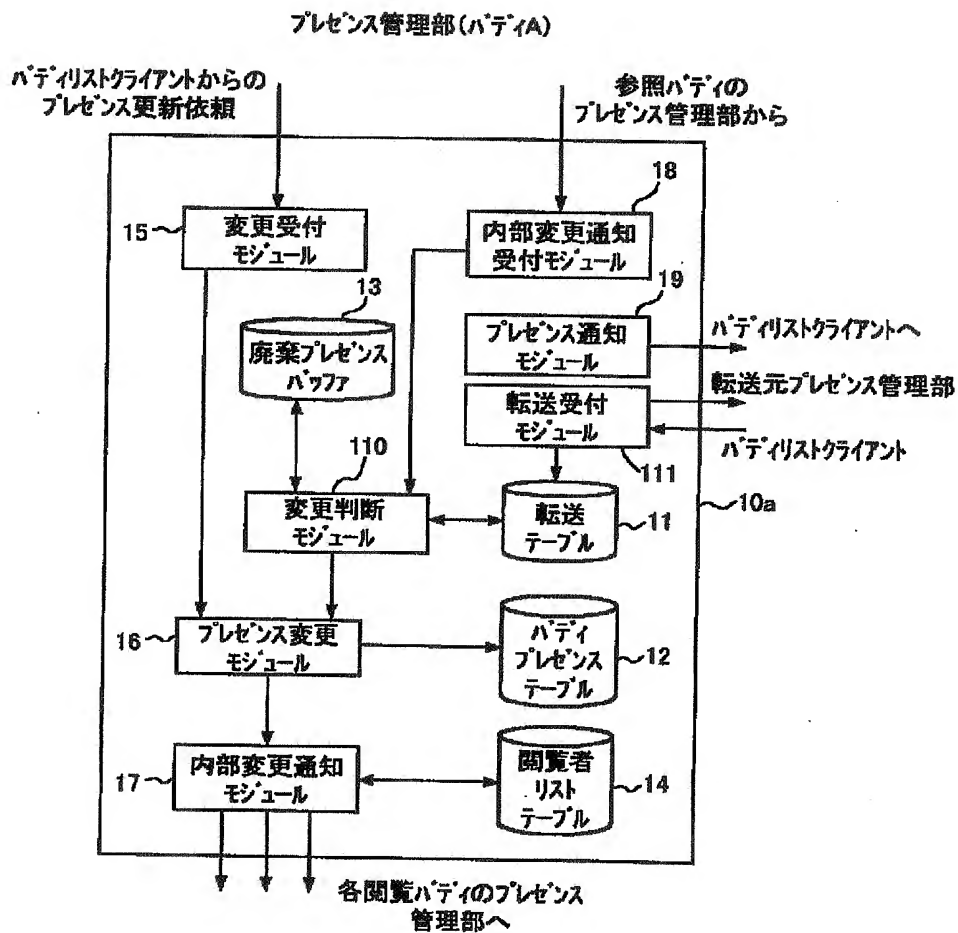 プレゼンス管理部(バディA)
バディリストクライアントからの
プレゼンス更新依頼
参照バディの
プレゼンス管理部から
15
変更受付
モジュール
18
内部変更通知
受付モジュール
13
廃棄プレゼンス
バッファ
19
プレゼンス通知
モジュール
バディリストクライアントへ
転送受付
モジュール
転送元プレゼンス管理部
バディリストクライアント
111
110
変更判断
モジュール
転送
テーブル
11
10a
16
プレゼンス変更
モジュール
バディ
プレゼンス
テーブル
12
17
内部変更通知
モジュール
閲覧者
リスト
テーブル
14
各閲覧バディのプレゼンス
管理部へ